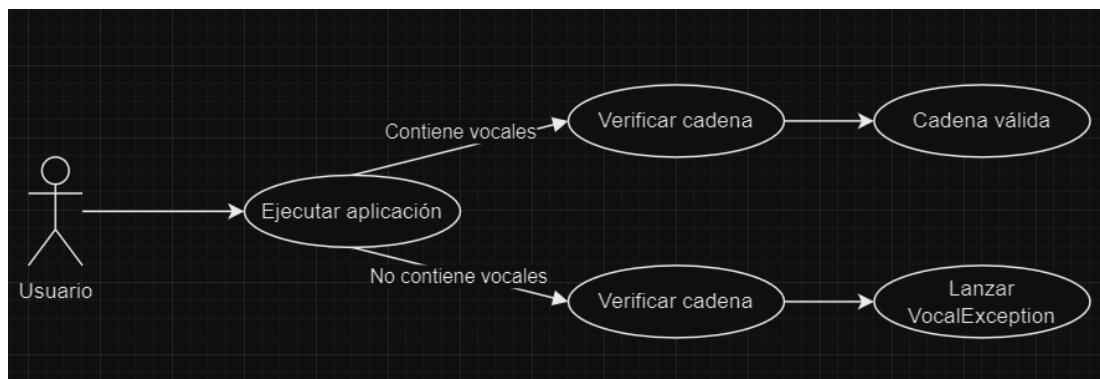 Contiene vocales
Verificar cadena
Cadena válida
Ejecutar aplicación
Usuario
No contiene vocales
Verificar cadena
Lanzar
VocalException